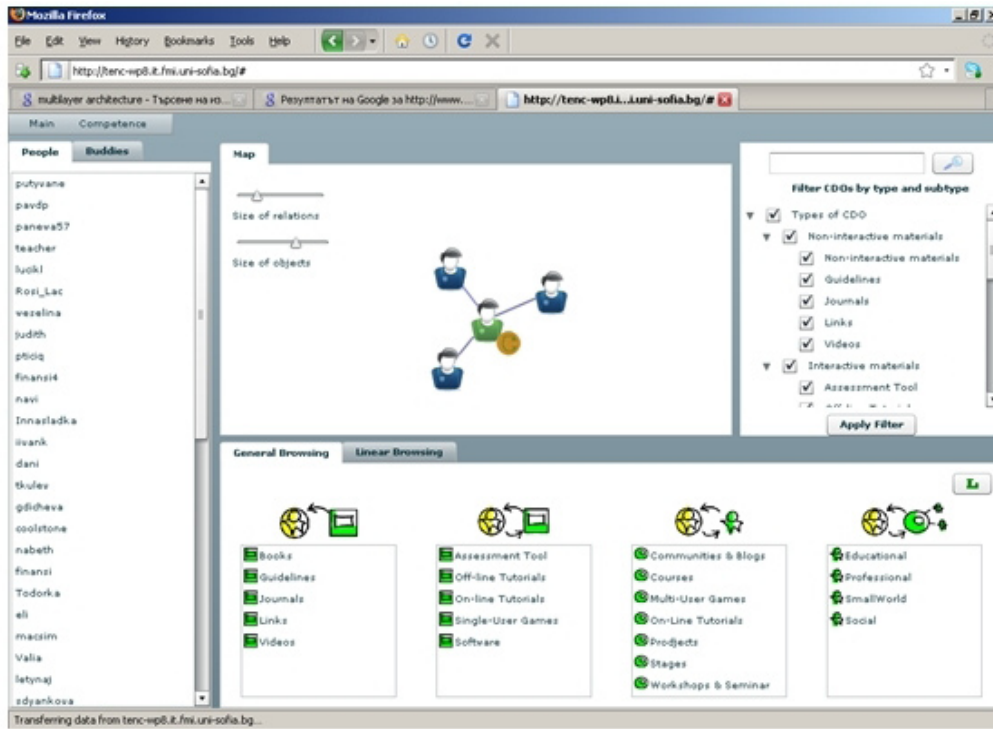 Mozilla Firefox
File Edit View History Bookmarks Tools Help
http://tenc-wp8.it.fmi.uni-sofia.bg/#
multilayer architecture - Търсене на ю...
Резултатът на Google за http://www....
http://tenc-wp8.i...i.uni-sofia.bg/#
Main Competence
People Buddies
putyvane
pavdp
paneva57
teacher
luckl
Rosi_Lac
veselina
judith
pticiq
finansi4
navi
Innasladka
iivank
dani
tkulev
gdicheva
coolstone
nabeth
finansi
Todorka
eli
macsim
Valia
letynaj
sdyankova
Map
Size of relations
Size of objects
Filter CDOs by type and subtype
Types of CDO
Non-interactive materials
Non-interactive materials
Guidelines
Journals
Links
Videos
Interactive materials
Assessment Tool
Apply Filter
General Browsing Linear Browsing
L
Books
Guidelines
Journals
Links
Videos
Assessment Tool
Off-line Tutorials
On-line Tutorials
Single-User Games
Software
Communities & Blogs
Courses
Multi-User Games
On-Line Tutorials
Prodjects
Stages
Workshops & Seminar
Educational
Professional
SmallWorld
Social
Transferring data from tenc-wp8.it.fmi.uni-sofia.bg...